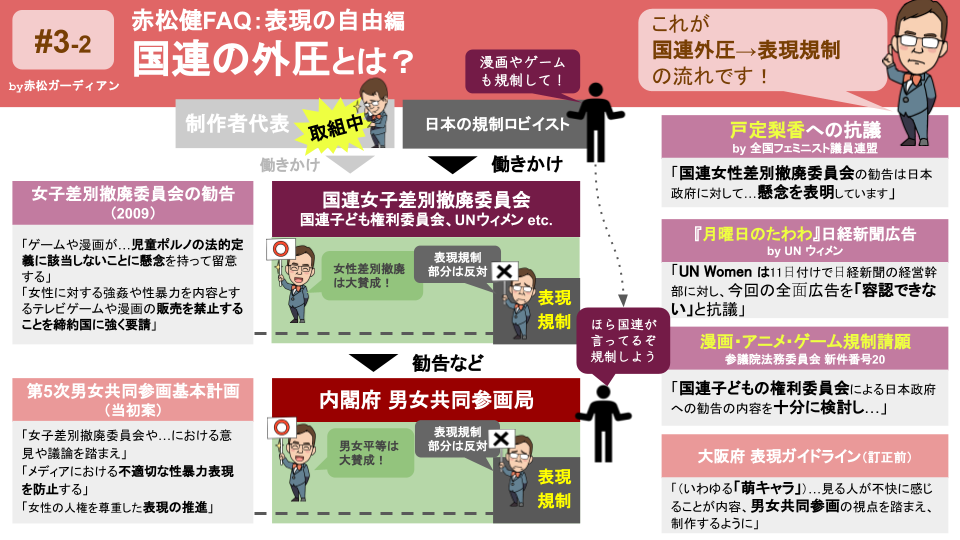 #3-2
by赤松ガーディアン
赤松健FAQ：表現の自由編
国連の外圧とは？
これが
国連外圧→表現規制
の流れです！
漫画やゲーム
も規制して！
制作者代表
取組中
日本の規制ロビイスト
働きかけ
働きかけ
女子差別撤廃委員会の勧告
（2009）
「ゲームや漫画が…児童ポルノの法的定
義に該当しないことに懸念を持って留意
する」
「女性に対する強姦や性暴力を内容とす
るテレビゲームや漫画の販売を禁止する
ことを締約国に強く要請」
国連女子差別撤廃委員会
国連子ども権利委員会、UNウィメン etc.
女性差別撤廃
は大賛成！
表現規制
部分は反対
表現
規制
ほら国連が
言ってるぞ
規制しよう
勧告など
第5次男女共同参画基本計画
（当初案）
「女子差別撤廃委員会や…における意
見や議論を踏まえ」
「メディアにおける不適切な性暴力表現
を防止する」
「女性の人権を尊重した表現の推進」
内閣府 男女共同参画局
男女平等は
大賛成！
表現規制
部分は反対
表現
規制
戸定梨香への抗議
by 全国フェミニスト議員連盟
「国連女性差別撤廃委員会の勧告は日本
政府に対して…懸念を表明しています」
『月曜日のたわわ』日経新聞広告
by UN ウィメン
「UN Women は11日付けで日経新聞の経営幹
部に対し、今回の全面広告を「容認できな
い」と抗議」
漫画・アニメ・ゲーム規制請願
参議院法務委員会 新件番号20
「国連子どもの権利委員会による日本政府
への勧告の内容を十分に検討し…」
大阪府 表現ガイドライン（訂正前）
「（いわゆる「萌キャラ」）…見る人が不快に感じ
ることが内容、男女共同参画の視点を踏まえ、
制作するように」